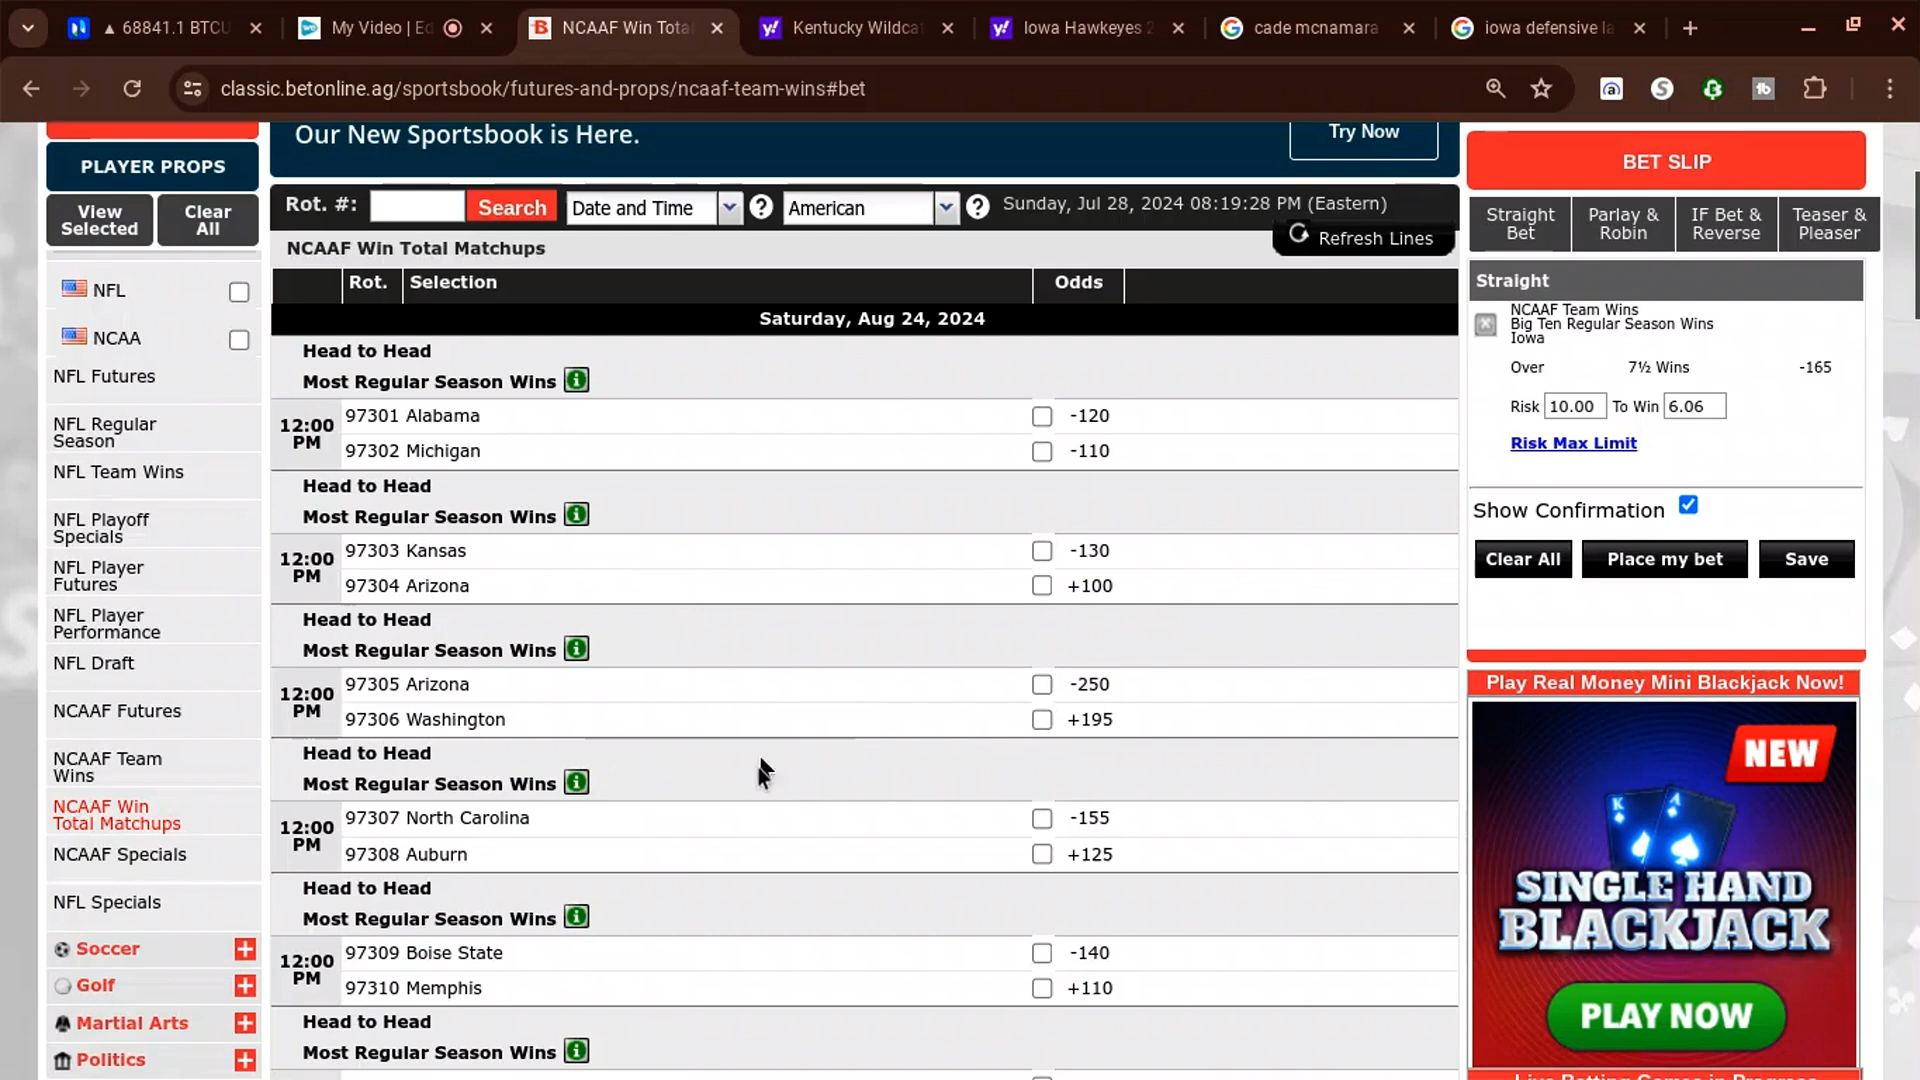 68841.1 BTCU
My Video | Ed
NCAAF Win Tota
Kentucky Wildca
Iowa Hawkeyes 2
cade mcnamara
iowa defensive la
classic.betonline.ag/sportsbook/futures-and-props/ncaaf-team-wins#bet
PLAYER PROPS
View Selected
Clear All
NFL
NCAA
NFL Futures
NFL Regular
Season
NFL Team Wins
NFL Playoff
Specials
NFL Player
Futures
NFL Player
Performance
NFL Draft
NCAAF Futures
NCAAF Team
Wins
NCAAF Win
Total Matchups
NCAAF Specials
NFL Specials
Soccer
Golf
Martial Arts
Politics
Our New Sportsbook is Here.
Try Now
Rot. #:
Search
Date and Time
?
American
?
Sunday, Jul 28, 2024 08:19:28 PM (Eastern)
NCAAF Win Total Matchups
Refresh Lines
Rot. Selection Odds
Saturday, Aug 24, 2024
Head to Head
Most Regular Season Wins
12:00 PM
97301 Alabama -120
97302 Michigan -110
Head to Head
Most Regular Season Wins
12:00 PM
97303 Kansas -130
97304 Arizona +100
Head to Head
Most Regular Season Wins
12:00 PM
97305 Arizona -250
97306 Washington +195
Head to Head
Most Regular Season Wins
12:00 PM
97307 North Carolina -155
97308 Auburn +125
Head to Head
Most Regular Season Wins
12:00 PM
97309 Boise State -140
97310 Memphis +110
Head to Head
Most Regular Season Wins
BET SLIP
Straight Bet
Parlay & Robin
IF Bet & Reverse
Teaser & Pleaser
Straight
NCAAF Team Wins
Big Ten Regular Season Wins
Iowa
Over 7½ Wins -165
Risk 10.00 To Win 6.06
Risk Max Limit
Show Confirmation
Clear All
Place my bet
Save
Play Real Money Mini Blackjack Now!
NEW
K
A
SINGLE HAND
BLACKJACK
PLAY NOW
Live Betting Games in Progress